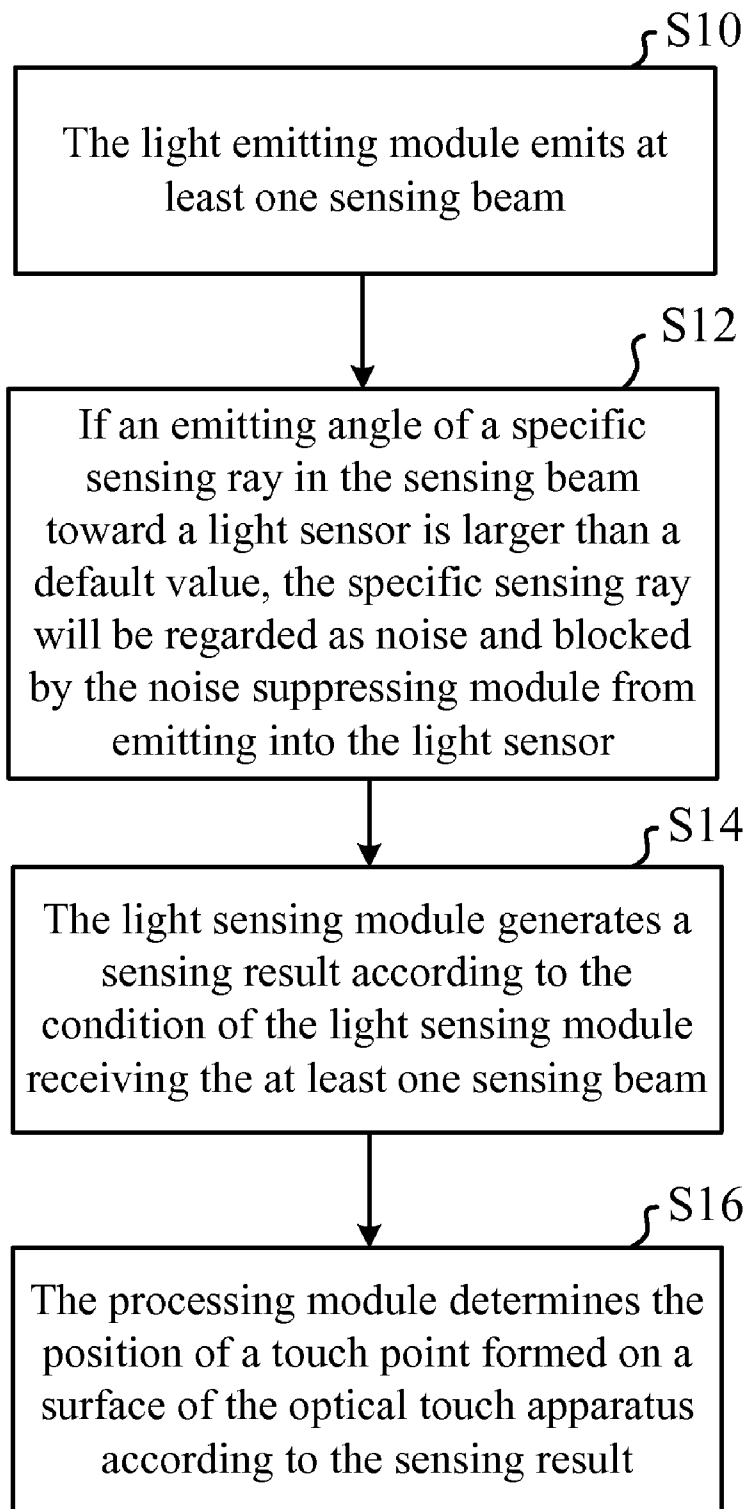 S10
The light emitting module emits at
least one sensing beam
S12
If an emitting angle of a specific
sensing ray in the sensing beam
toward a light sensor is larger than a
default value, the specific sensing ray
will be regarded as noise and blocked
by the noise suppressing module from
emitting into the light sensor
S14
The light sensing module generates a
sensing result according to the
condition of the light sensing module
receiving the at least one sensing beam
S16
The processing module determines the
position of a touch point formed on a
surface of the optical touch apparatus
according to the sensing result